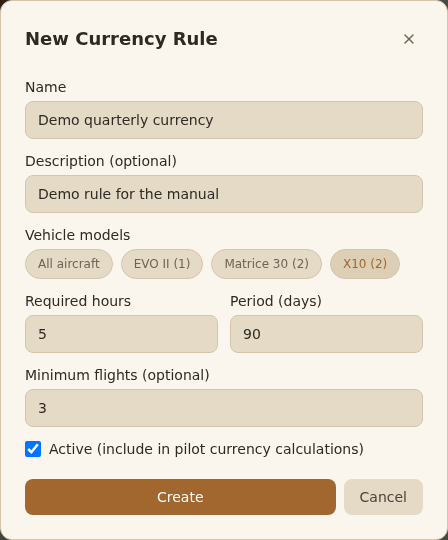 New Currency Rule ×
Name
Demo quarterly currency
Description (optional)
Demo rule for the manual
Vehicle models
All aircraft EVO II (1) Matrice 30 (2) X10 (2)
Required hours Period (days)
5 90
Minimum flights (optional)
3
Active (include in pilot currency calculations)
Create Cancel